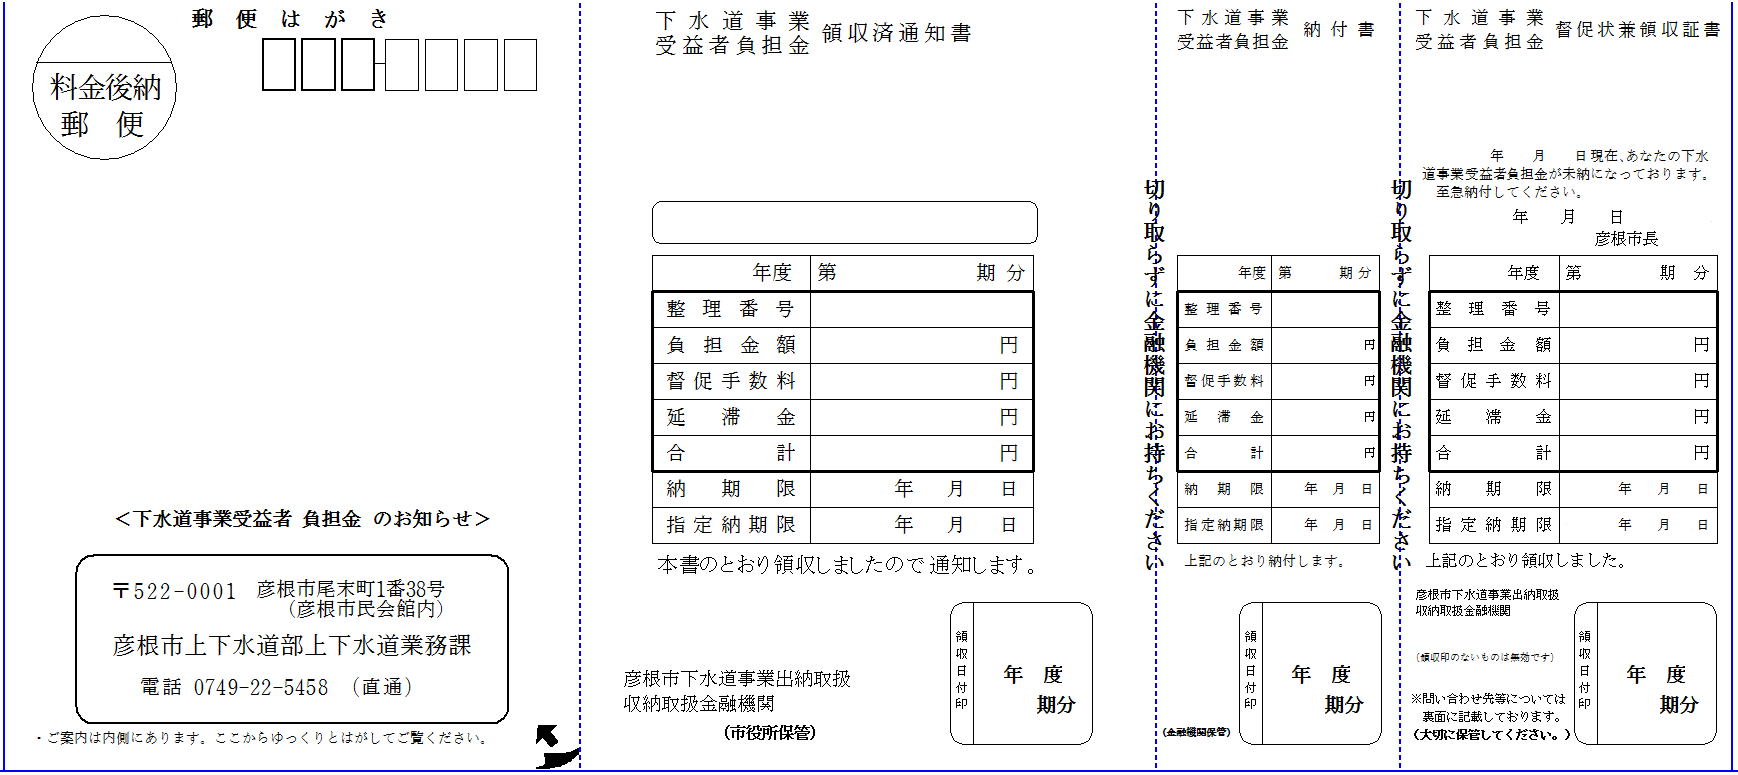 郵便はがき
料金後納
郵便
＜下水道事業受益者 負担金 のお知らせ＞
〒522-0001 彦根市尾末町1番38号
（彦根市民会館内）
彦根市上下水道部上下水道業務課
電話 0749-22-5458 （直通）
・ご案内は内側にあります。ここからゆっくりとはがしてご覧ください。
下水道事業
受益者負担金 領収済通知書
年度 第 期分
整理番号
負担金額 円
督促手数料 円
延滞金 円
合計 円
納期限 年 月 日
指定納期限 年 月 日
本書のとおり領収しましたので通知します。
彦根市下水道事業出納取扱
収納取扱金融機関
（市役所保管）
領収日付印
年度
期分
切り取らずに金融機関にお持ちください
下水道事業
受益者負担金 納付書
年度 第 期分
整理番号
負担金額 円
督促手数料 円
延滞金 円
合計 円
納期限 年 月 日
指定納期限 年 月 日
上記のとおり納付します。
領収日付印
年度
期分
（金融機関保管）
切り取らずに金融機関にお持ちください
下水道事業
受益者負担金 督促状兼領収証書
年 月 日現在、あなたの下水
道事業受益者負担金が未納になっております。
至急納付してください。
年 月 日
彦根市長
年度 第 期分
整理番号
負担金額 円
督促手数料 円
延滞金 円
合計 円
納期限 年 月 日
指定納期限 年 月 日
上記のとおり領収しました。
彦根市下水道事業出納取扱
収納取扱金融機関
（領収印のないものは無効です）
※問い合わせ先等については
裏面に記載しております。
（大切に保管してください。）
領収日付印
年度
期分